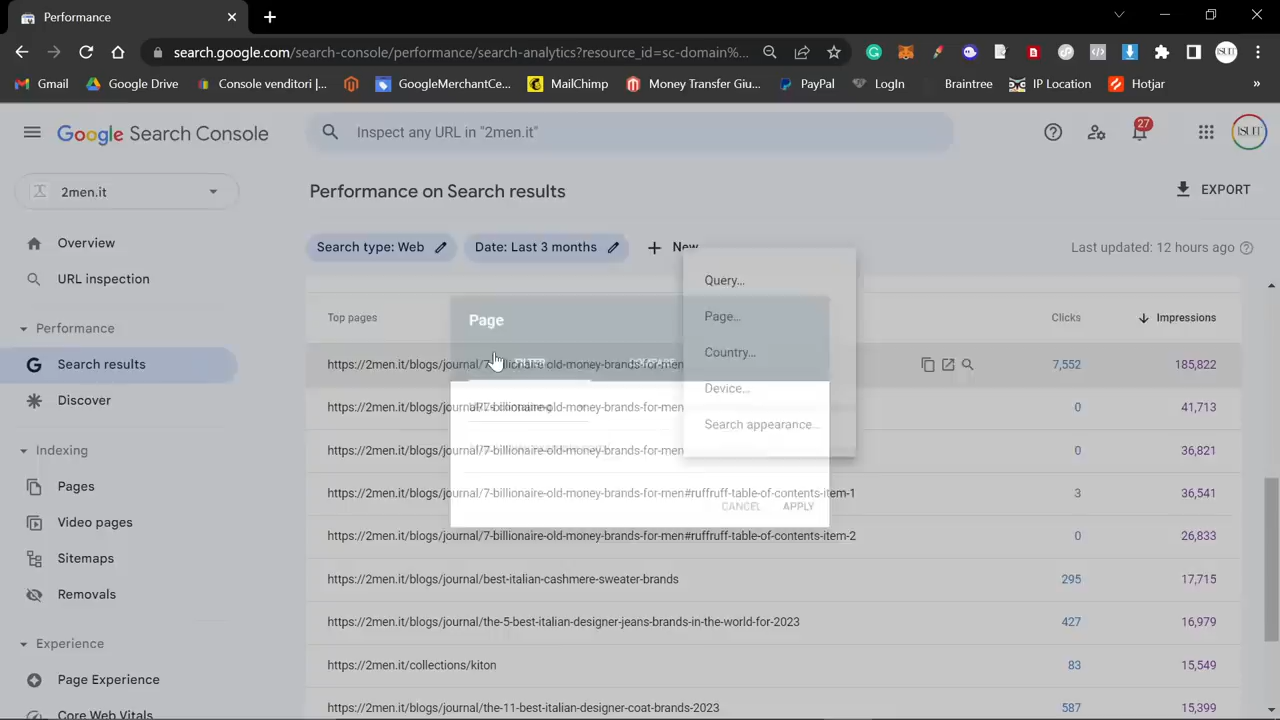 Performance
search.google.com/search-console/performance/search-analytics?resource_id=sc-domain%...
Gmail
Google Drive
Console venditori |...
GoogleMerchantCe...
MailChimp
Money Transfer Giu...
PayPal
LogIn
Braintree
IP Location
Hotjar
»
Google Search Console
Inspect any URL in "2men.it"
27
ISUIT
2men.it
Performance on Search results
EXPORT
Search type: Web
Date: Last 3 months
New
Last updated: 12 hours ago
Overview
URL inspection
Performance
Search results
Discover
Indexing
Pages
Video pages
Sitemaps
Removals
Experience
Page Experience
Core Web Vitals
Query...
Page...
Country...
Device...
Search appearance...
Page
FILTER
COMPARE
CANCEL
APPLY
Top pages
Clicks
Impressions
https://2men.it/blogs/journal/7-billionaire-old-money-brands-for-men 7,552 185,822
https://2men.it/blogs/journal/7-billionaire-old-money-brands-for-men 0 41,713
https://2men.it/blogs/journal/7-billionaire-old-money-brands-for-men 0 36,821
https://2men.it/blogs/journal/7-billionaire-old-money-brands-for-men#ruffruff-table-of-contents-item-1 3 36,541
https://2men.it/blogs/journal/7-billionaire-old-money-brands-for-men#ruffruff-table-of-contents-item-2 0 26,833
https://2men.it/blogs/journal/best-italian-cashmere-sweater-brands 295 17,715
https://2men.it/blogs/journal/the-5-best-italian-designer-jeans-brands-in-the-world-for-2023 427 16,979
https://2men.it/collections/kiton 83 15,549
https://2men.it/blogs/journal/the-11-best-italian-designer-coat-brands-2023 587 15,399